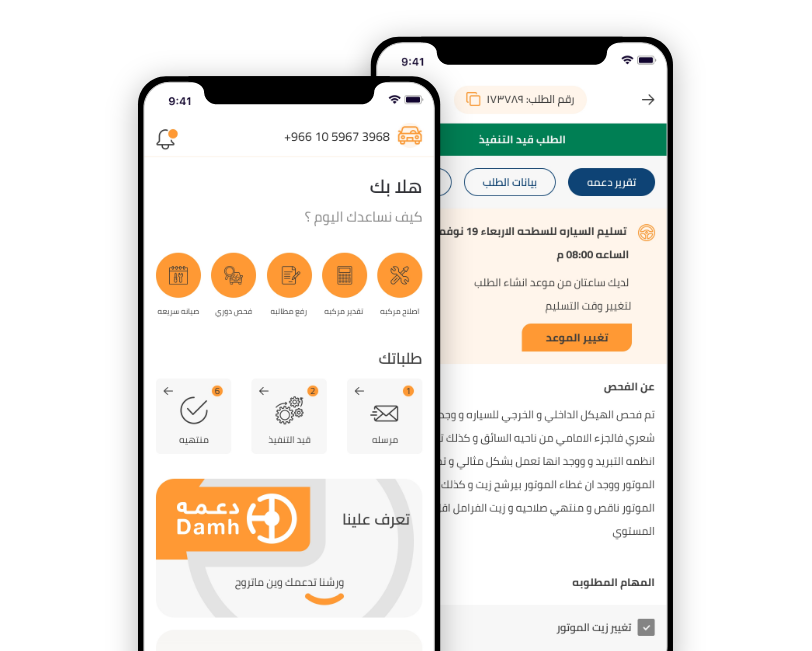 9:41
+966 10 5967 3968
هلا بك
كيف نساعدك اليوم ؟
اصلاح مركبه
تقدير مركبه
رفع مطالبه
فحص دوري
صيانه سريعه
طلباتك
1
مرسله
2
قيد التنفيذ
6
منتهيه
تعرف علينا
دعمه
Damh
ورشنا تدعمك وين ماتروح
9:41
رقم الطلب: ١٧٣٧٨٩
الطلب قيد التنفيذ
تقرير دعمه
بيانات الطلب
تسليم السياره للسطحه الاربعاء 19 نوفم
الساعه 08:00 م
لديك ساعتان من موعد انشاء الطلب
لتغيير وقت التسليم
تغيير الموعد
عن الفحص
تم فحص الهيكل الداخلي و الخرجي للسياره و وجد
شعري فالجزء الامامي من ناحيه السائق و كذلك
انظمه التبريد و ووجد انها تعمل بشكل مثالي و
الموتور ووجد ان غطاء الموتور بيرشح زيت و كذلك
الموتور ناقص و منتهي صلاحيه و زيت الفرامل
المستوي
المهام المطلوبه
تغيير زيت الموتور